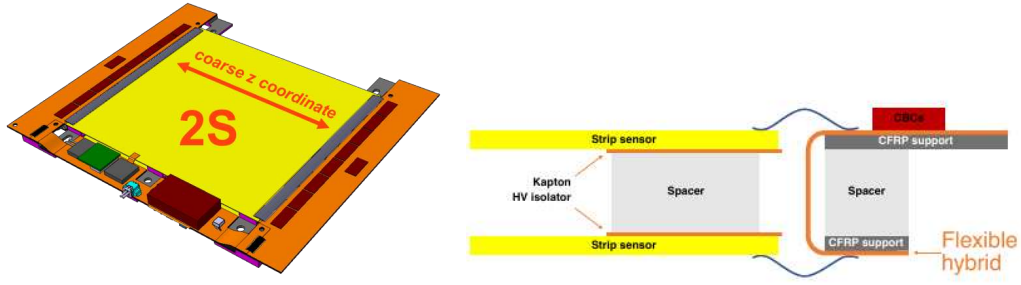 coarse z coordinate
2S
CBCs
Strip sensor
CFRP support
Kapton
HV isolator
Spacer
Spacer
Strip sensor
CFRP support
Flexible
hybrid